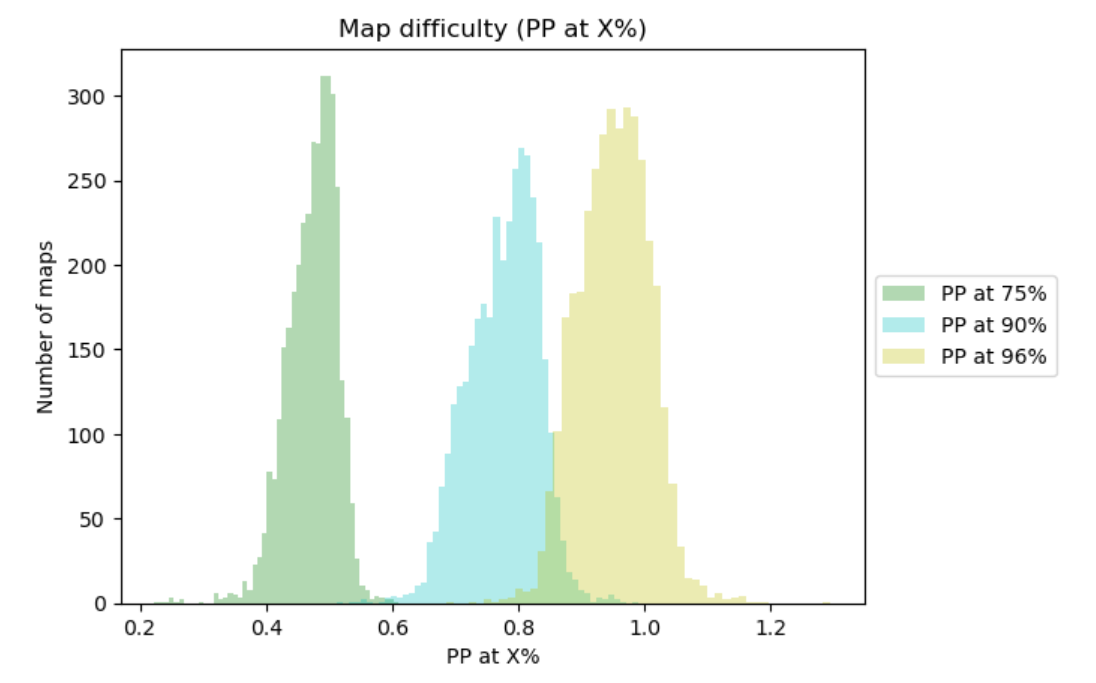 Map difficulty (PP at X%)
300
250
200
150
100
50
0
Number of maps
0.2 0.4 0.6 0.8 1.0 1.2
PP at X%
PP at 75%
PP at 90%
PP at 96%